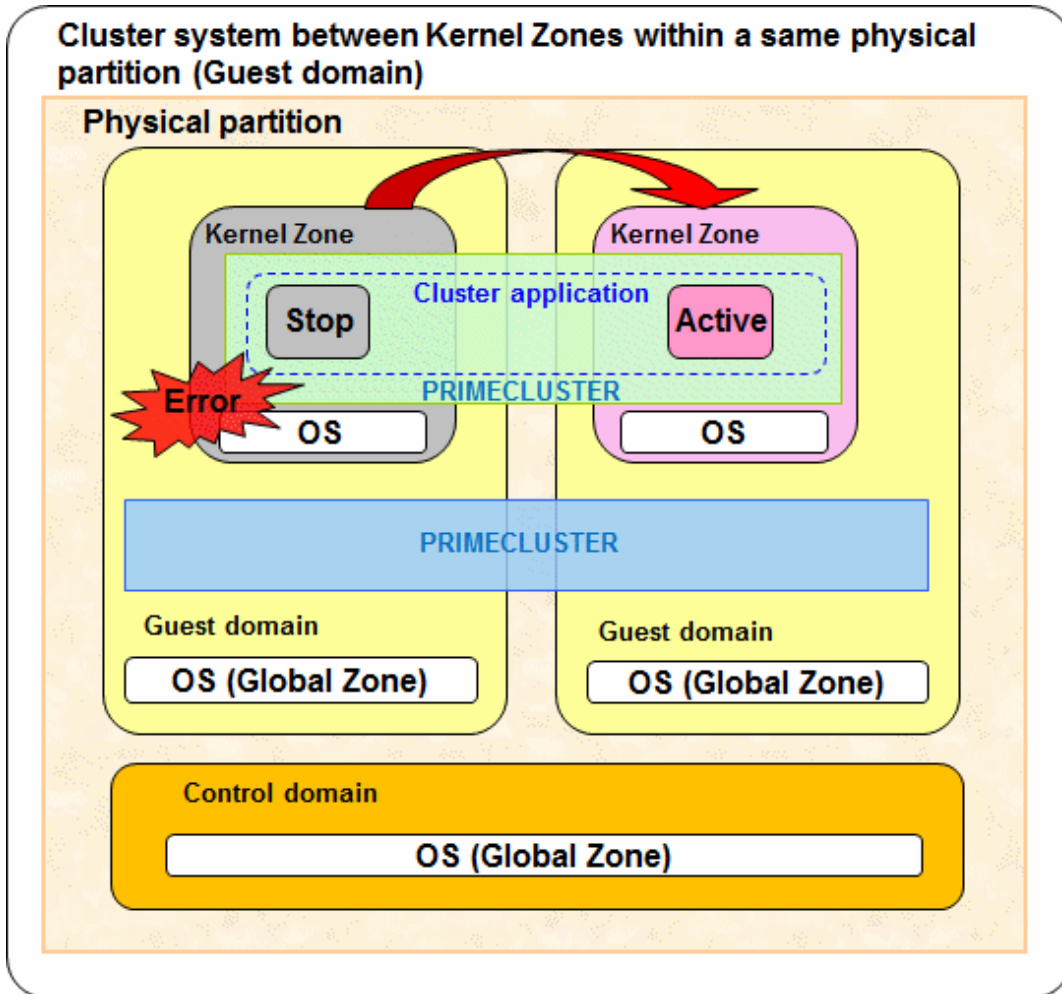 Cluster system between Kernel Zones within a same physical
partition (Guest domain)
Physical partition
Kernel Zone
Kernel Zone
Cluster application
Stop
Active
PRIMECLUSTER
Error
OS
OS
PRIMECLUSTER
Guest domain
Guest domain
OS (Global Zone)
OS (Global Zone)
Control domain
OS (Global Zone)